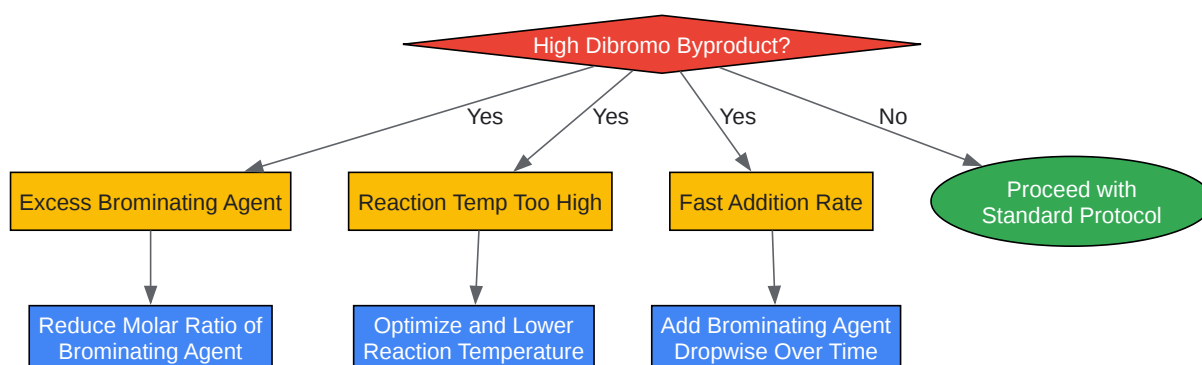 High Dibromo Byproduct?
Yes
Yes
Yes
No
Excess Brominating Agent
Reaction Temp Too High
Fast Addition Rate
Proceed with
Standard Protocol
Reduce Molar Ratio of
Brominating Agent
Optimize and Lower
Reaction Temperature
Add Brominating Agent
Dropwise Over Time